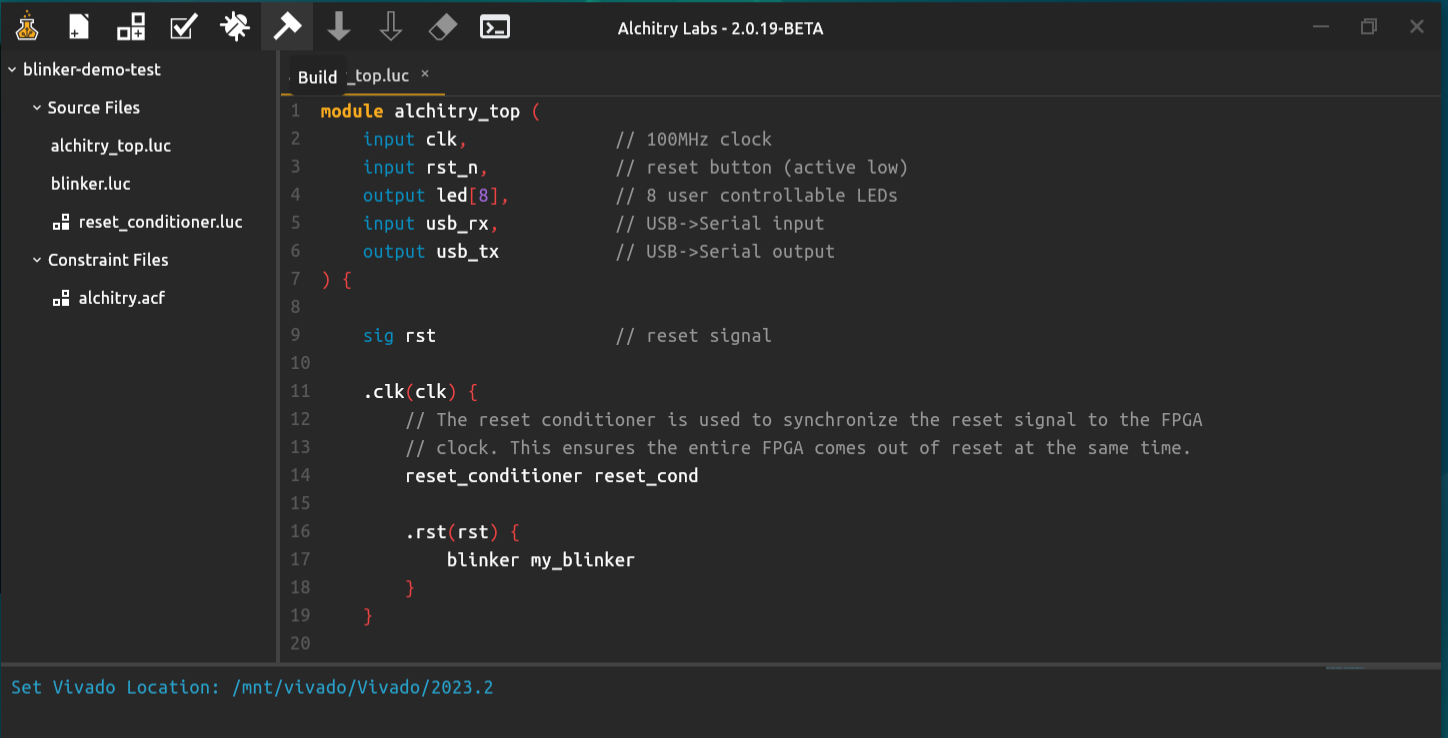 Alchitry Labs - 2.0.19-BETA
blinker-demo-test
Source Files
alchitry_top.luc
blinker.luc
reset_conditioner.luc
Constraint Files
alchitry.acf
Build _top.luc ×
1 module alchitry_top (
2 input clk, // 100MHz clock
3 input rst_n, // reset button (active low)
4 output led[8], // 8 user controllable LEDs
5 input usb_rx, // USB->Serial input
6 output usb_tx // USB->Serial output
7 ) {
8
9 sig rst // reset signal
10
11 .clk(clk) {
12 // The reset conditioner is used to synchronize the reset signal to the FPGA
13 // clock. This ensures the entire FPGA comes out of reset at the same time.
14 reset_conditioner reset_cond
15
16 .rst(rst) {
17 blinker my_blinker
18 }
19 }
20
Set Vivado Location: /mnt/vivado/Vivado/2023.2